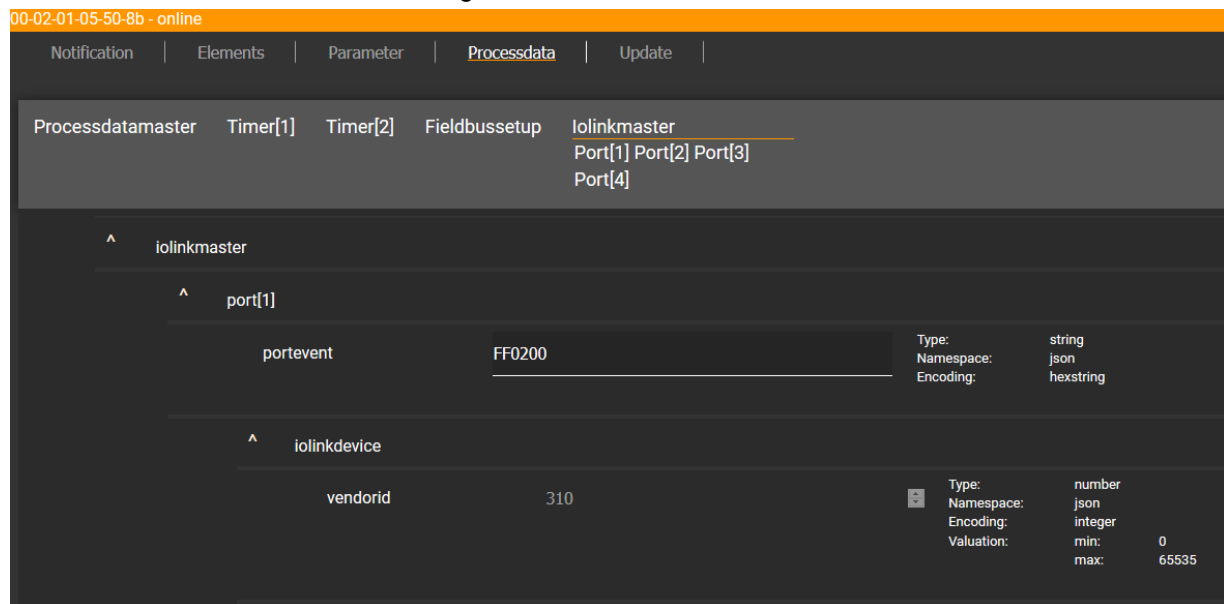 00-02-01-05-50-8b - online
Notification | Elements | Parameter | Processdata | Update |
Processdatamaster Timer[1] Timer[2] Fieldbussetup Iolinkmaster
Port[1] Port[2] Port[3]
Port[4]
^ iolinkmaster
^ port[1]
portevent FF0200
Type: string
Namespace: json
Encoding: hexstring
^ iolinkdevice
vendorid 310
Type: number
Namespace: json
Encoding: integer
Valuation: min: 0
max: 65535